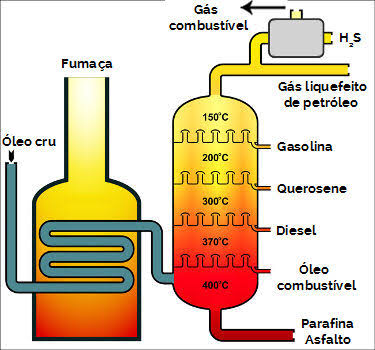 Gás
combustível
H₂S
Fumaça
Gás liquefeito
de petróleo
Óleo cru
150°C
Gasolina
200°C
Querosene
300°C
Diesel
370°C
Óleo
combustível
400°C
Parafina
Asfalto